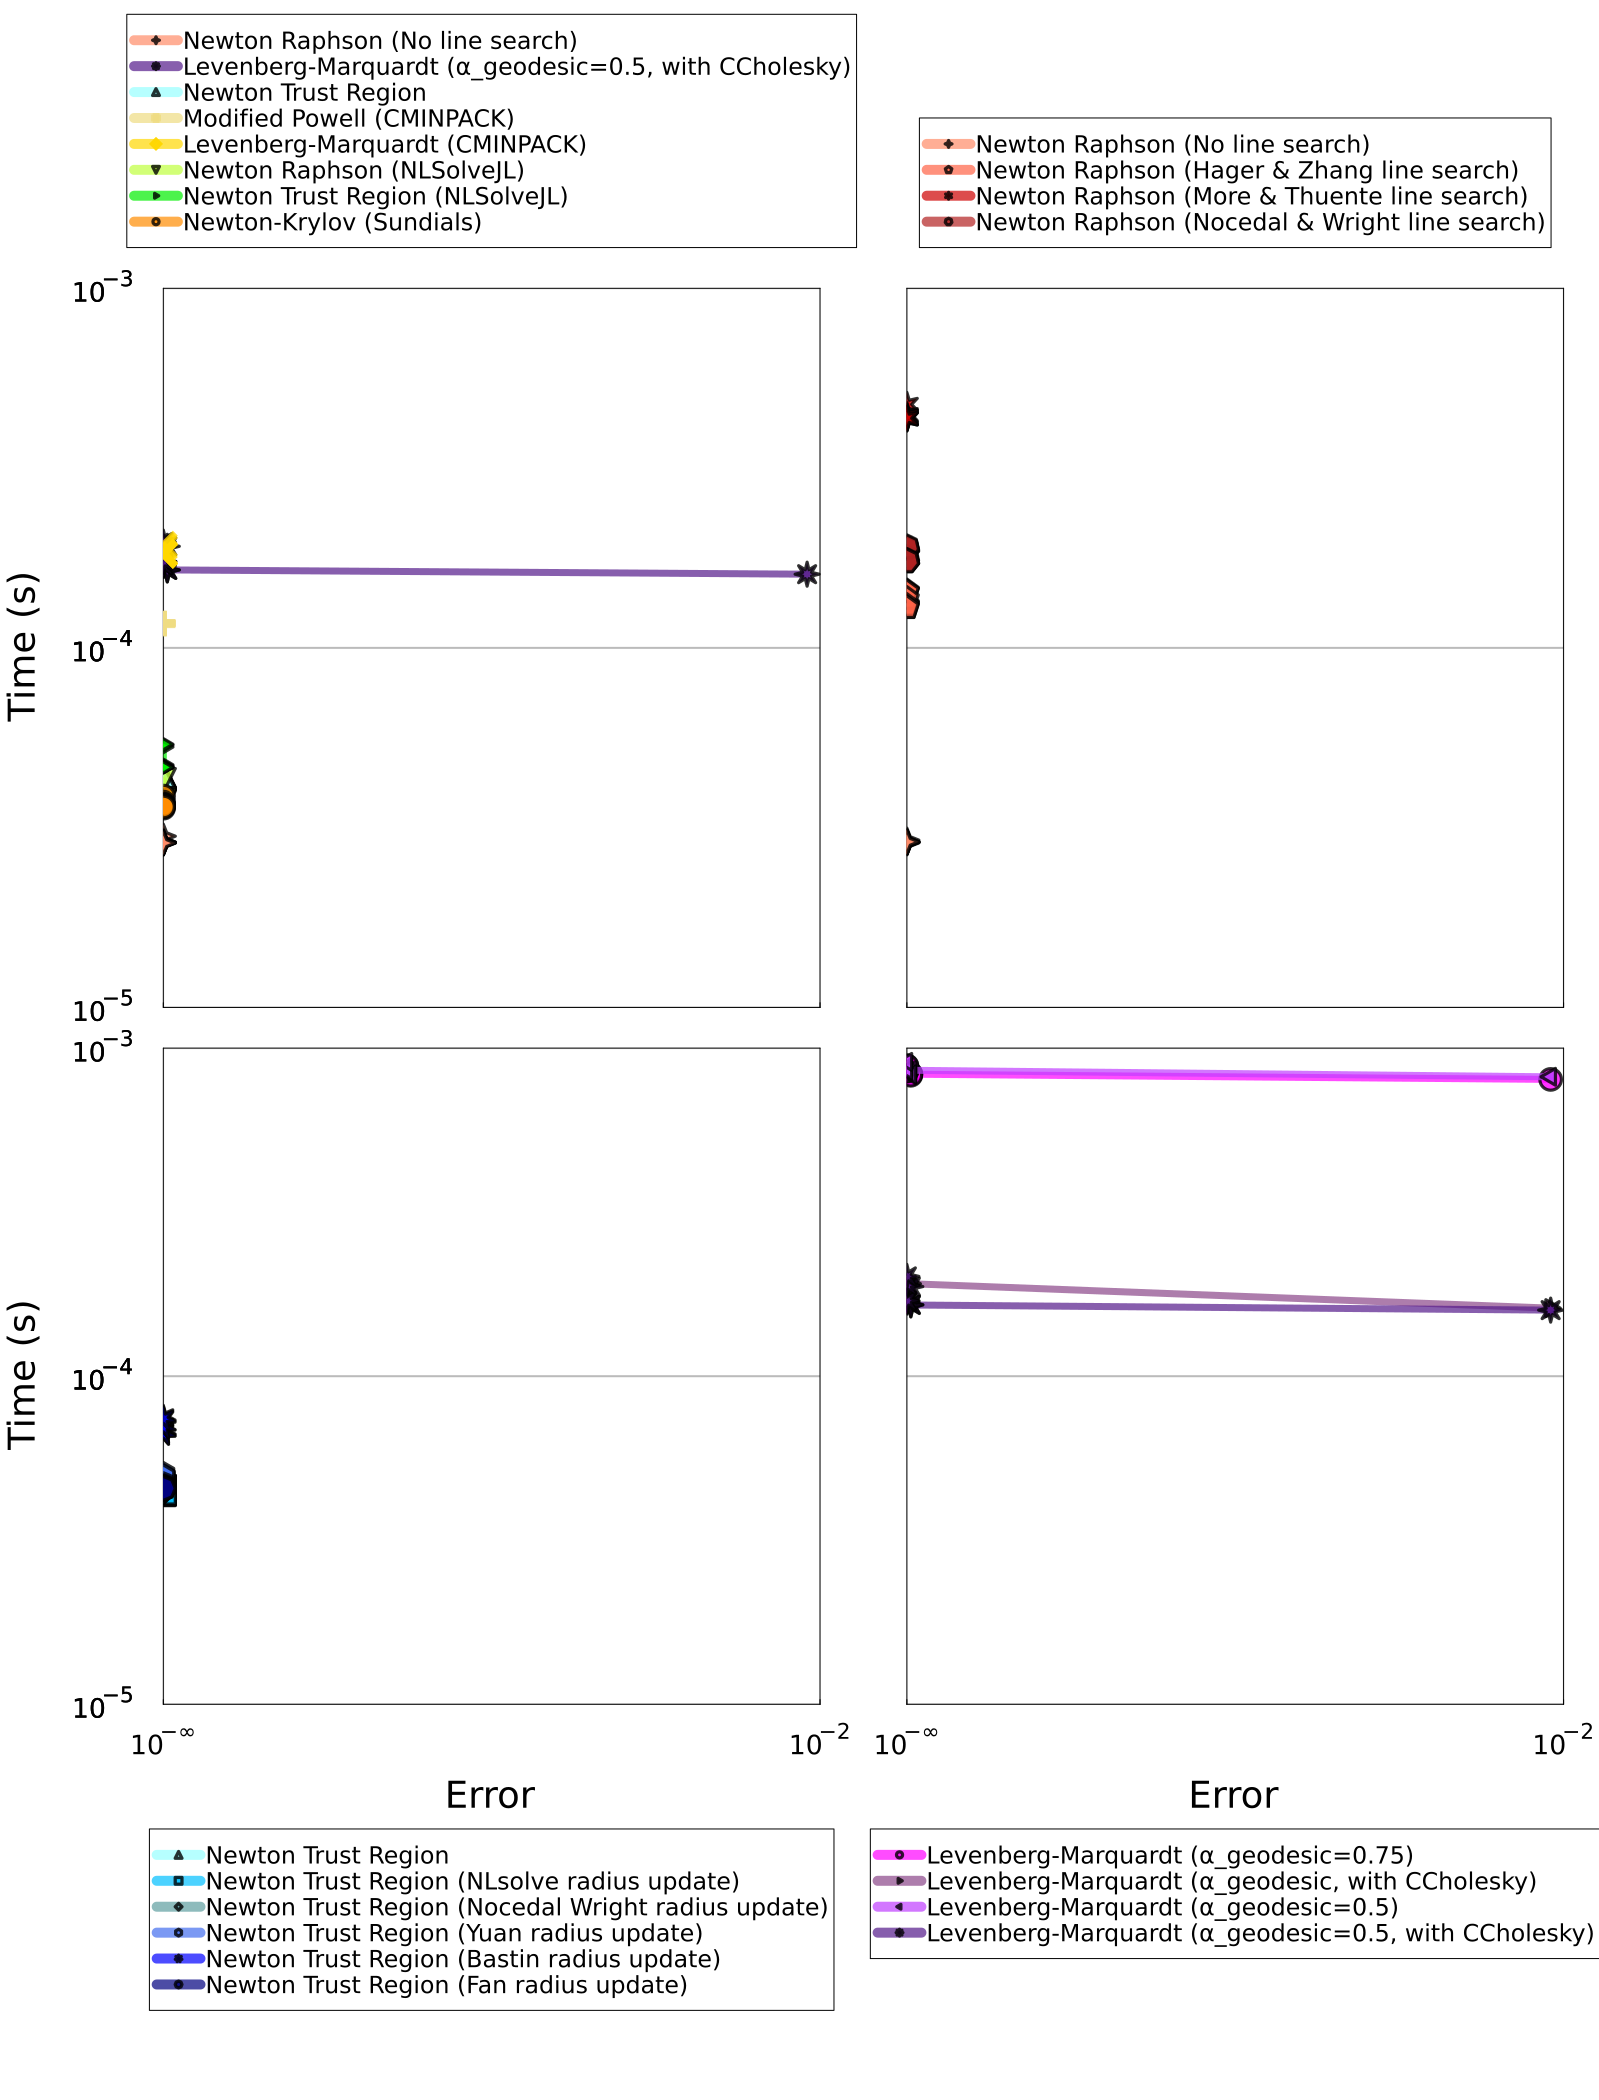 Newton Raphson (No line search)
Levenberg-Marquardt (α_geodesic=0.5, with CCholesky)
Newton Trust Region
Modified Powell (CMINPACK)
Levenberg-Marquardt (CMINPACK)
Newton Raphson (NLSolveJL)
Newton Trust Region (NLSolveJL)
Newton-Krylov (Sundials)
Newton Raphson (No line search)
Newton Raphson (Hager & Zhang line search)
Newton Raphson (More & Thuente line search)
Newton Raphson (Nocedal & Wright line search)
10⁻³
10⁻⁴
10⁻⁵
Time (s)
10⁻³
10⁻⁴
10⁻⁵
Time (s)
10^−∞
10⁻²
10^−∞
10⁻²
Error
Error
Newton Trust Region
Newton Trust Region (NLsolve radius update)
Newton Trust Region (Nocedal Wright radius update)
Newton Trust Region (Yuan radius update)
Newton Trust Region (Bastin radius update)
Newton Trust Region (Fan radius update)
Levenberg-Marquardt (α_geodesic=0.75)
Levenberg-Marquardt (α_geodesic, with CCholesky)
Levenberg-Marquardt (α_geodesic=0.5)
Levenberg-Marquardt (α_geodesic=0.5, with CCholesky)